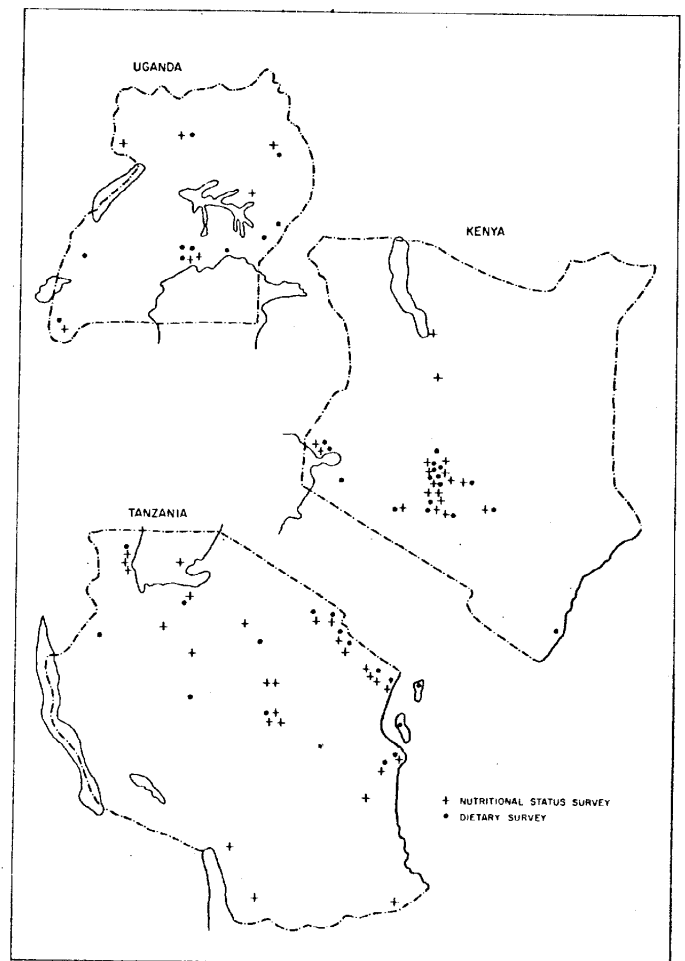 UGANDA
KENYA
TANZANIA
+ NUTRITIONAL STATUS SURVEY
• DIETARY SURVEY